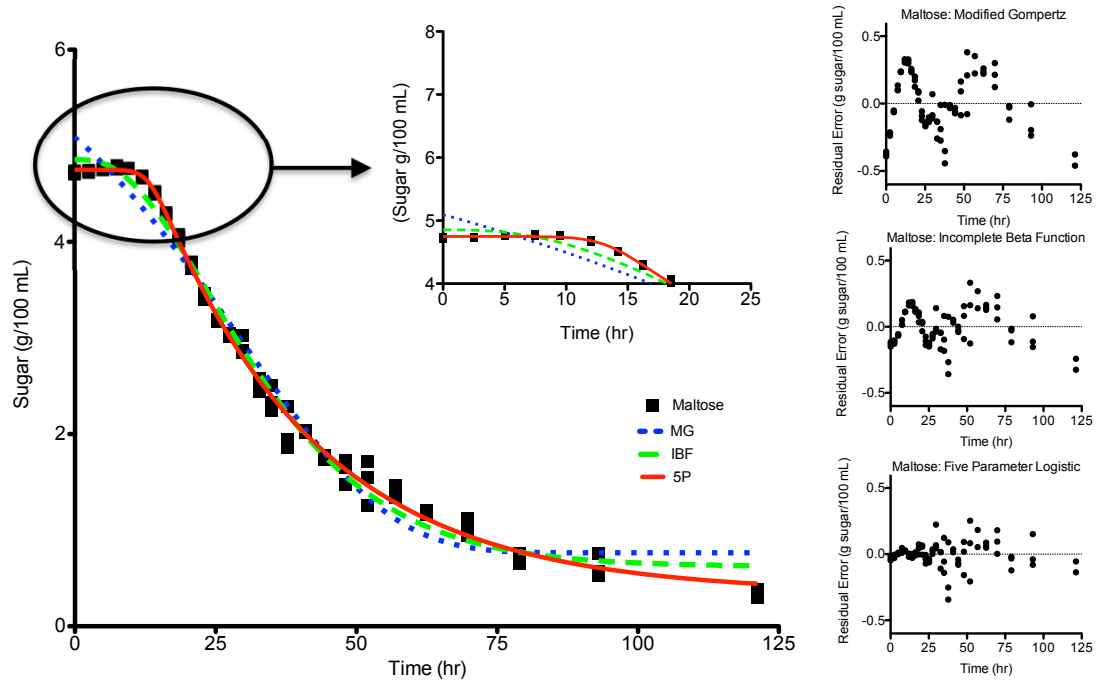 6
4
2
0
0
25
50
75
100
125
Sugar (g/100 mL)
Time (hr)
Maltose
MG
IBF
5P
8
7
6
5
4
0
5
10
15
20
25
(Sugar g/100 mL)
Time (hr)
Maltose: Modified Gompertz
0.5
0.0
-0.5
0
25
50
75
100
125
Residual Error (g sugar/100 mL)
Time (hr)
Maltose: Incomplete Beta Function
0.5
0.0
-0.5
0
25
50
75
100
125
Residual Error (g sugar/100 mL)
Time (hr)
Maltose: Five Parameter Logistic
0.5
0.0
-0.5
0
25
50
75
100
125
Residual Error (g sugar/100 mL)
Time (hr)